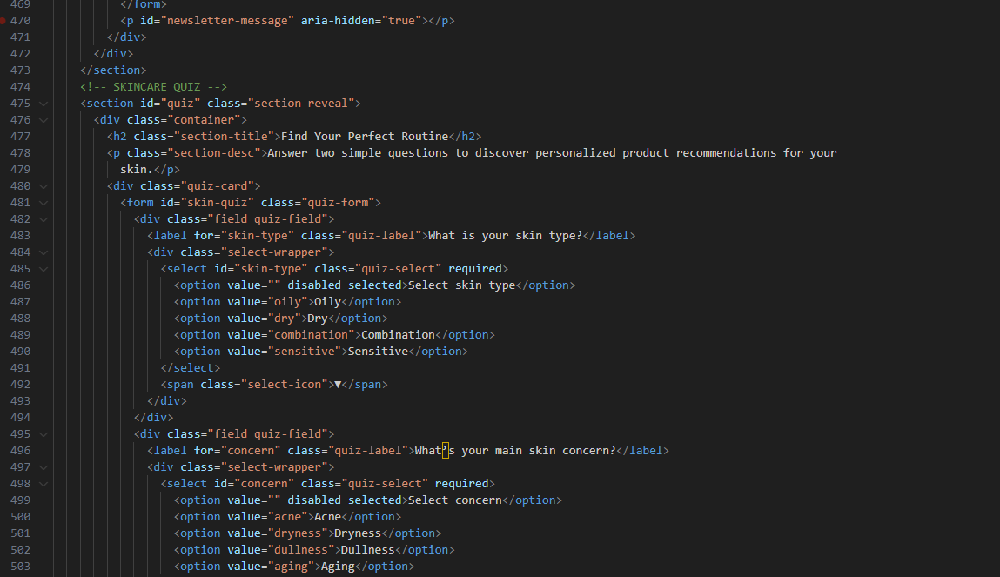 469 </form>
470 <p id="newsletter-message" aria-hidden="true"></p>
471 </div>
472 </div>
473 </section>
474 <!-- SKINCARE QUIZ -->
475 <section id="quiz" class="section reveal">
476 <div class="container">
477 <h2 class="section-title">Find Your Perfect Routine</h2>
478 <p class="section-desc">Answer two simple questions to discover personalized product recommendations for your
479 skin.</p>
480 <div class="quiz-card">
481 <form id="skin-quiz" class="quiz-form">
482 <div class="field quiz-field">
483 <label for="skin-type" class="quiz-label">What is your skin type?</label>
484 <div class="select-wrapper">
485 <select id="skin-type" class="quiz-select" required>
486 <option value="" disabled selected>Select skin type</option>
487 <option value="oily">Oily</option>
488 <option value="dry">Dry</option>
489 <option value="combination">Combination</option>
490 <option value="sensitive">Sensitive</option>
491 </select>
492 <span class="select-icon">▼</span>
493 </div>
494 </div>
495 <div class="field quiz-field">
496 <label for="concern" class="quiz-label">What’s your main skin concern?</label>
497 <div class="select-wrapper">
498 <select id="concern" class="quiz-select" required>
499 <option value="" disabled selected>Select concern</option>
500 <option value="acne">Acne</option>
501 <option value="dryness">Dryness</option>
502 <option value="dullness">Dullness</option>
503 <option value="aging">Aging</option>